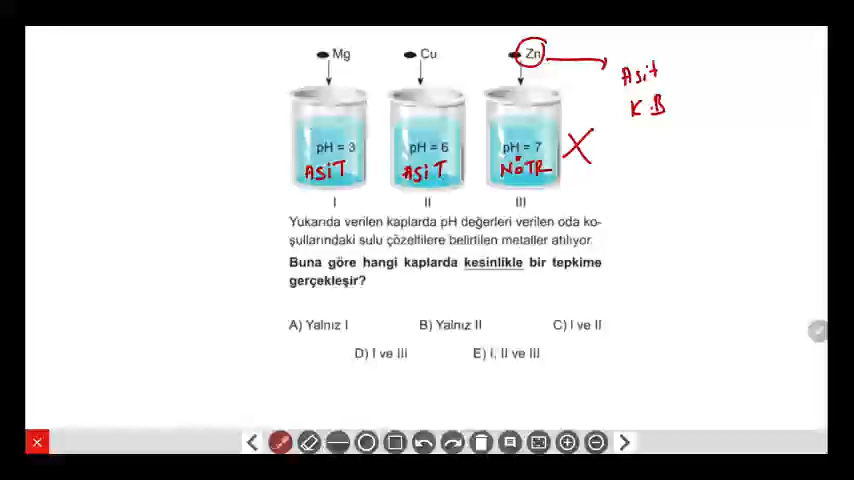 Mg
Cu
Zn
Asit
K.B
pH = 3
pH = 6
pH = 7
ASİT
ASİT
NÖTR
I
II
III
Yukarıda verilen kaplarda pH değerleri verilen oda ko-
şullarındaki sulu çözeltilere belirtilen metaller atılıyor.
Buna göre hangi kaplarda kesinlikle bir tepkime
gerçekleşir?
A) Yalnız I
B) Yalnız II
C) I ve II
D) I ve III
E) I, II ve III